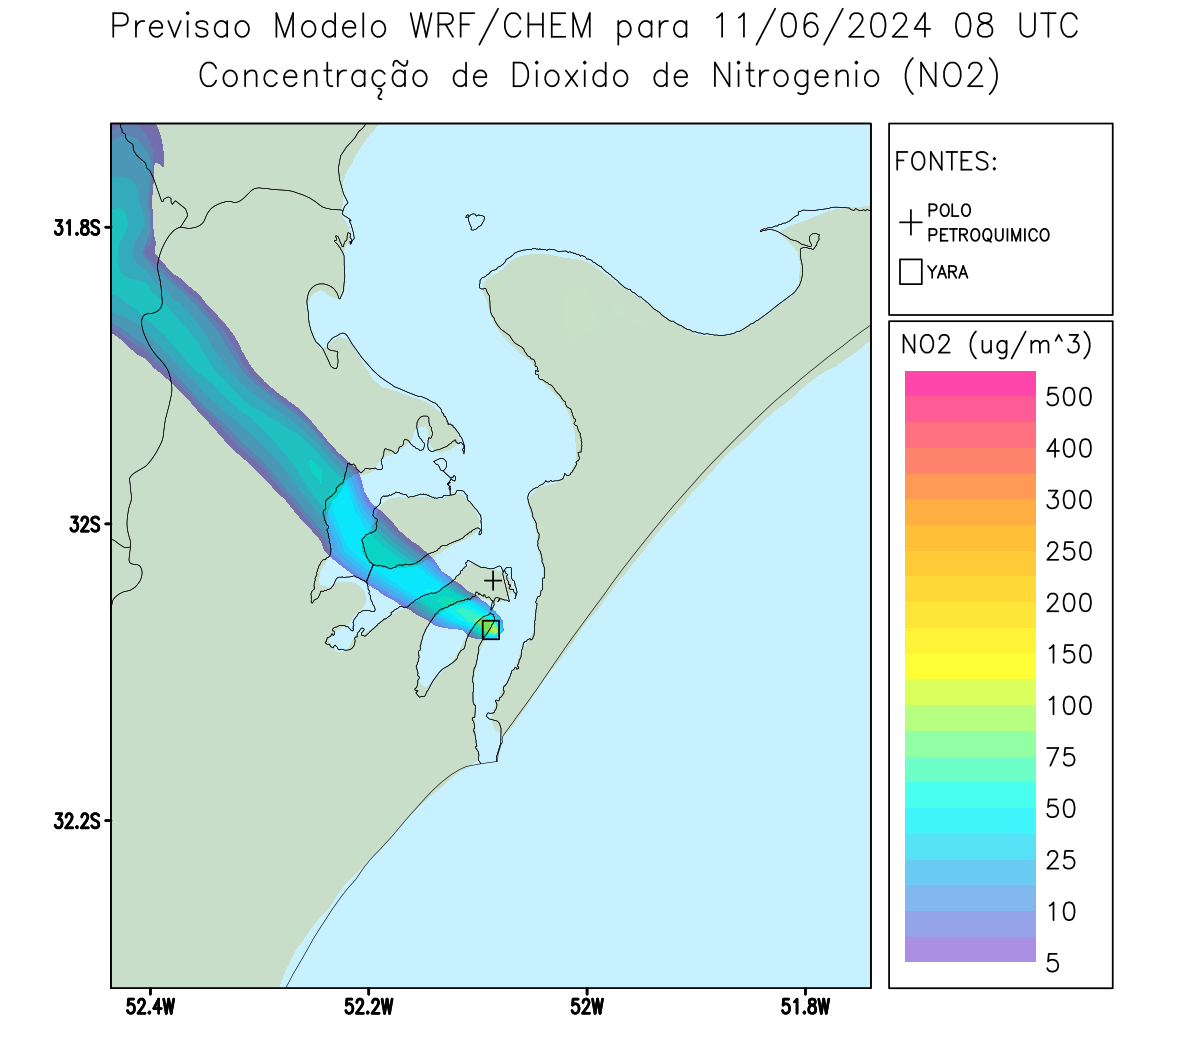 Previsao Modelo WRF/CHEM para 11/06/2024 08 UTC
Concentração de Dioxido de Nitrogenio (NO2)
FONTES:
POLO
PETROQUIMICO
YARA
NO2 (ug/m^3)
500
400
300
250
200
150
100
75
50
25
10
5
31.8S
32S
32.2S
52.4W
52.2W
52W
51.8W